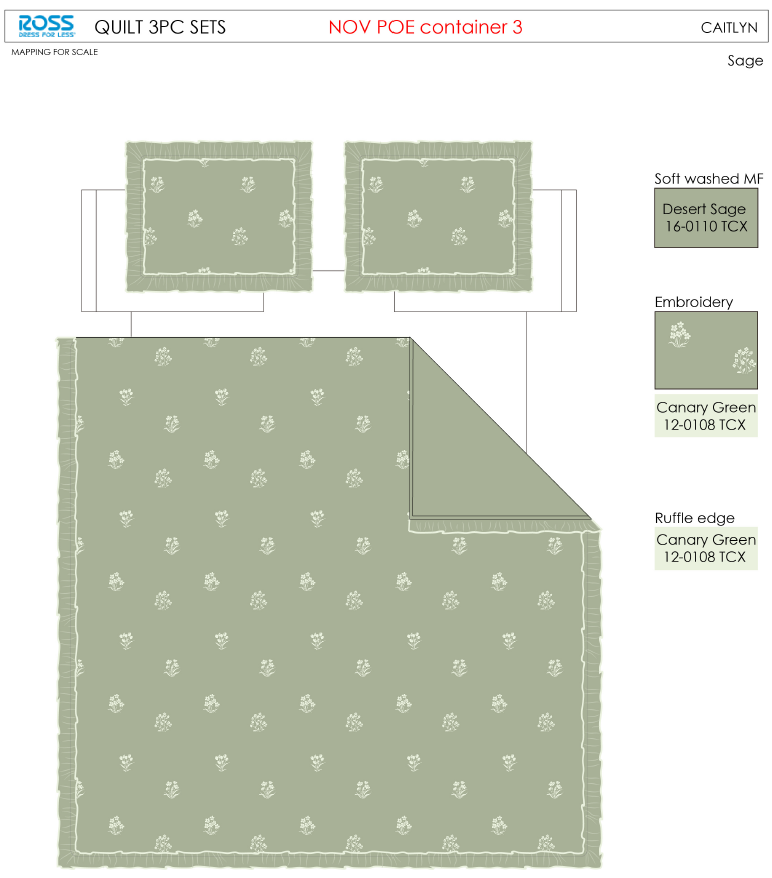 ROSS
DRESS FOR LESS
QUILT 3PC SETS
NOV POE container 3
CAITLYN
MAPPING FOR SCALE
Sage
Soft washed MF
Desert Sage
16-0110 TCX
Embroidery
Canary Green
12-0108 TCX
Ruffle edge
Canary Green
12-0108 TCX